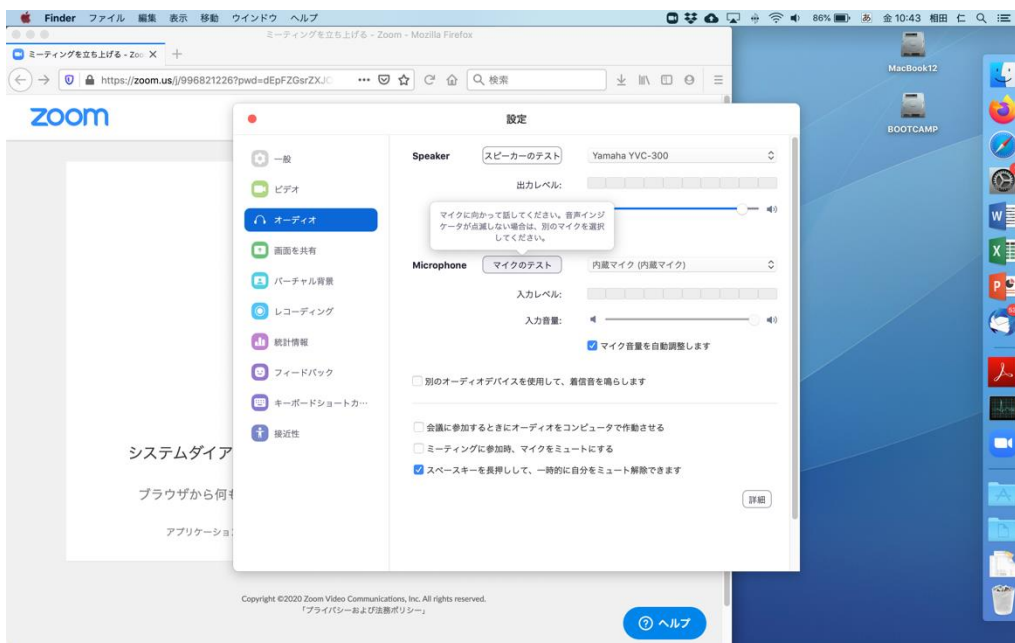 Finder ファイル 編集 表示 移動 ウインドウ ヘルプ
86% あ 金10:43 相田 仁
ミーティングを立ち上げる - Zoom - Mozilla Firefox
ミーティングを立ち上げる - Zoo
https://zoom.us/j/996821226?pwd=dEpFZGsrZXJ
検索
MacBook12
BOOTCAMP
zoom
設定
一般
ビデオ
オーディオ
画面を共有
バーチャル背景
レコーディング
統計情報
フィードバック
キーボードショートカ…
接近性
Speaker スピーカーのテスト Yamaha YVC-300
出力レベル:
マイクに向かって話してください。音声インジ
ケータが点滅しない場合は、別のマイクを選択
してください。
Microphone マイクのテスト 内蔵マイク (内蔵マイク)
入力レベル:
入力音量:
マイク音量を自動調整します
別のオーディオデバイスを使用して、着信音を鳴らします
会議に参加するときにオーディオをコンピュータで作動させる
ミーティングに参加時、マイクをミュートにする
スペースキーを長押しして、一時的に自分をミュート解除できます
詳細
システムダイア
ブラウザから何も
アプリケーショ
Copyright ©2020 Zoom Video Communications, Inc. All rights reserved.
「プライバシーおよび法務ポリシー」
ヘルプ